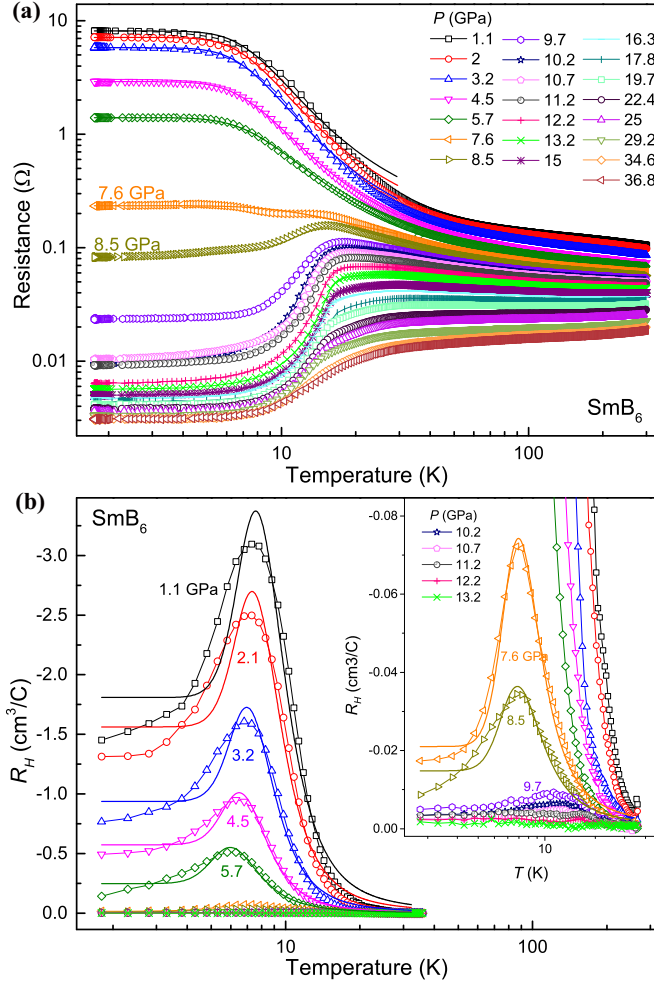 (a)
P (GPa)
1.1 9.7 16.3
2 10.2 17.8
3.2 10.7 19.7
4.5 11.2 22.4
5.7 12.2 25
7.6 13.2 29.2
8.5 15 34.6
36.8
10
1
0.1
0.01
Resistance (Ω)
7.6 GPa
8.5 GPa
SmB6
10 100
Temperature (K)
(b)
SmB6
-3.0
-2.5
-2.0
-1.5
-1.0
-0.5
0.0
RH (cm3/C)
1.1 GPa
2.1
3.2
4.5
5.7
10 100
Temperature (K)
P (GPa)
10.2
10.7
11.2
12.2
13.2
-0.08
-0.06
-0.04
-0.02
0.00
RH (cm3/C)
7.6 GPa
8.5
9.7
10
T (K)